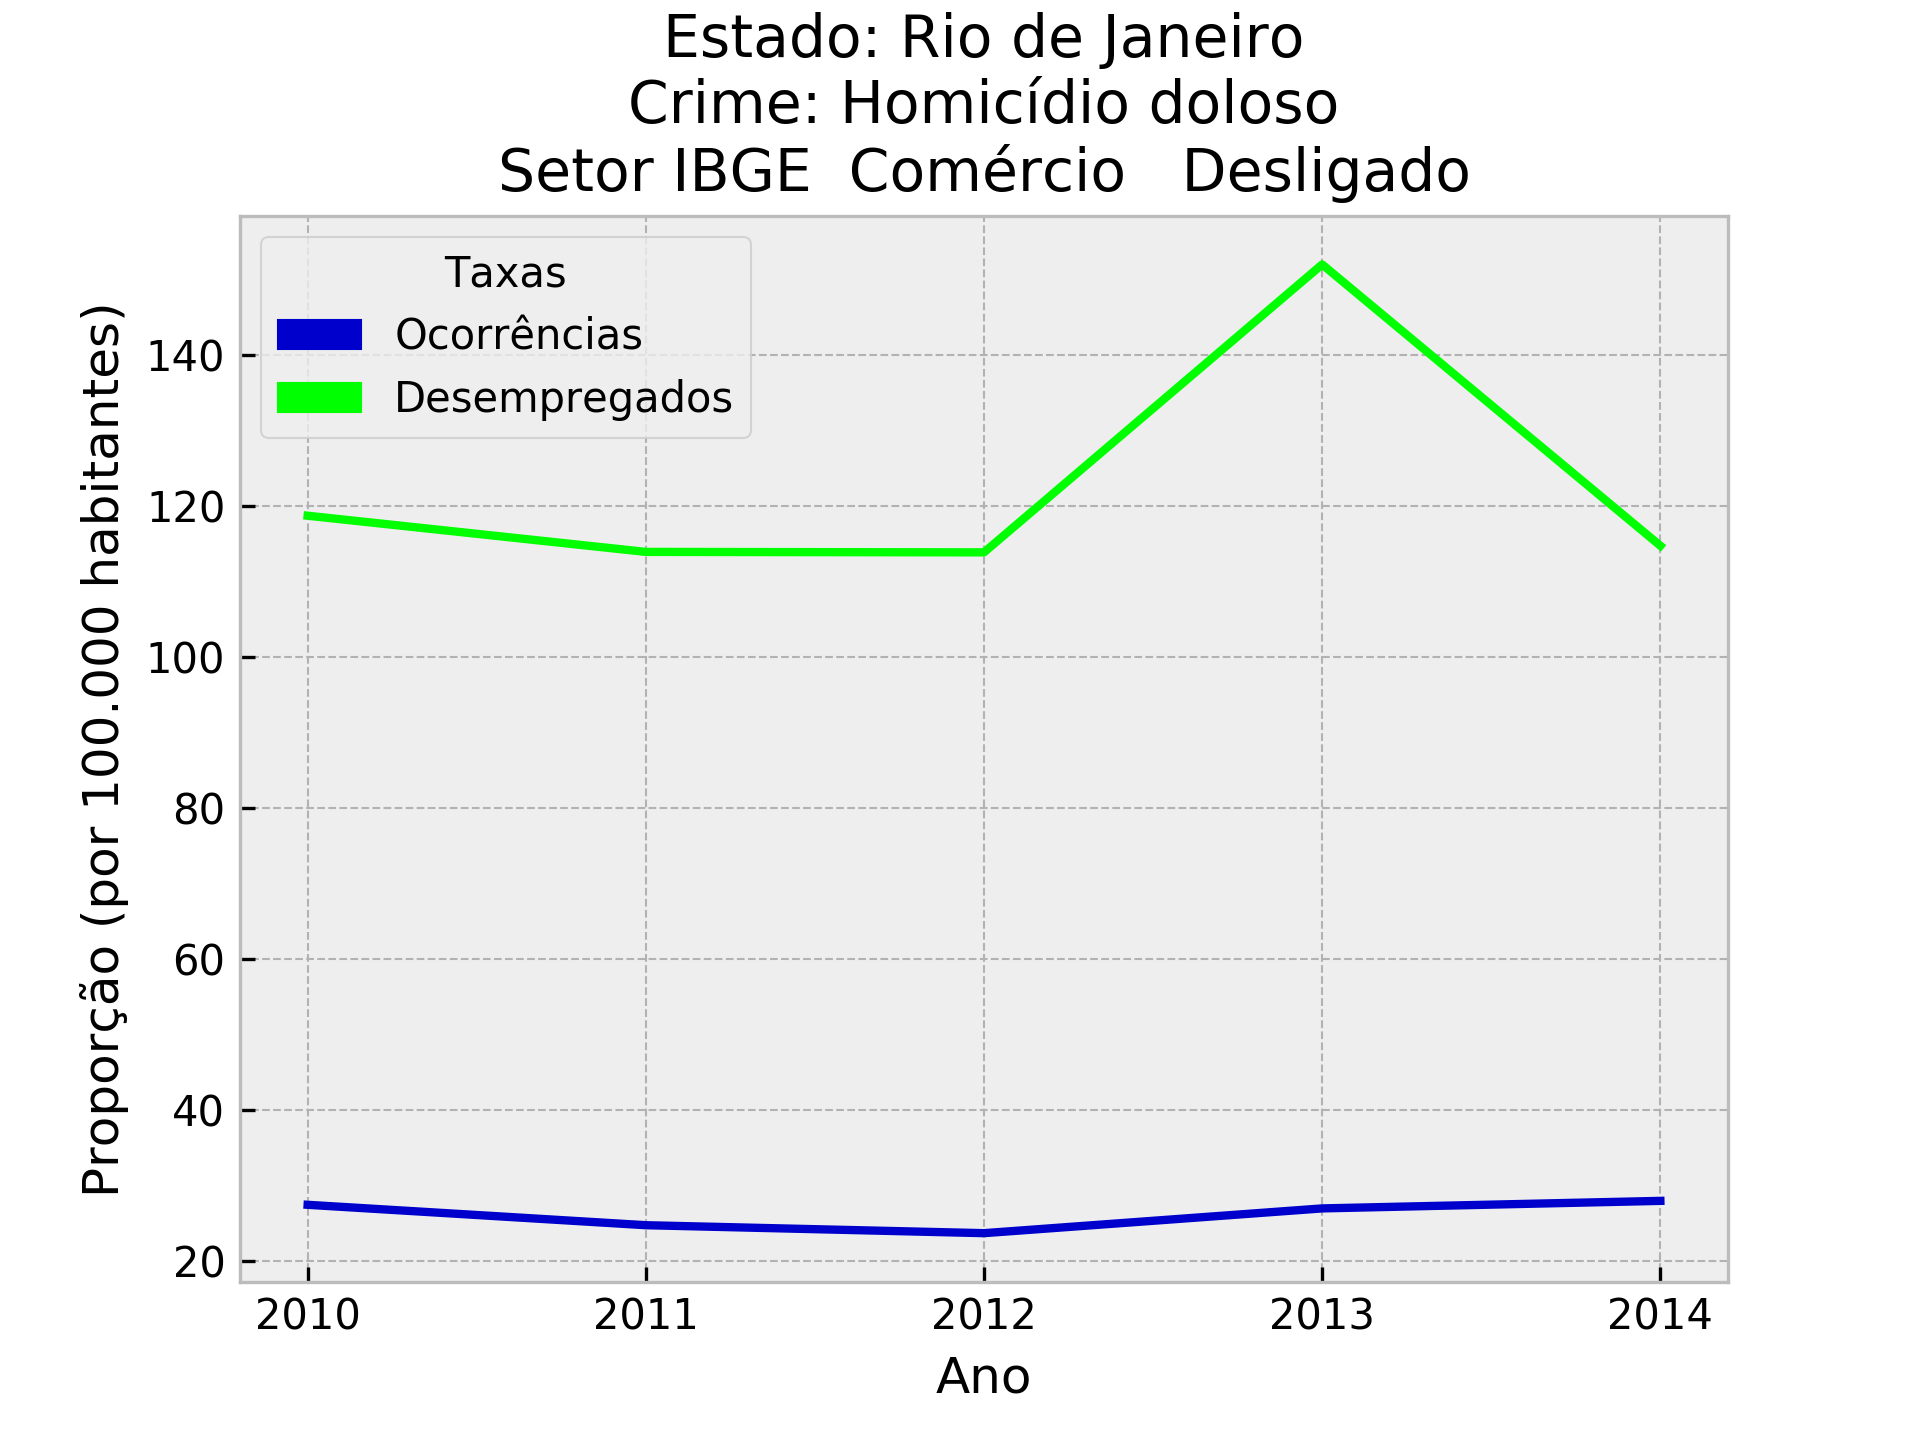 Estado: Rio de Janeiro
Crime: Homicídio doloso
Setor IBGE  Comércio   Desligado
Taxas
Ocorrências
Desempregados
Proporção (por 100.000 habitantes)
140
120
100
80
60
40
20
2010 2011 2012 2013 2014
Ano